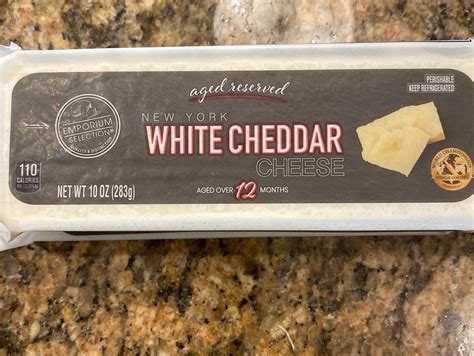 aged reserved
PERISHABLE
KEEP REFRIGERATED
EMPORIUM
SELECTION
NEW YORK
WHITE CHEDDAR
CHEESE
AGED OVER 12 MONTHS
110
CALORIES
NET WT 10 OZ (283g)